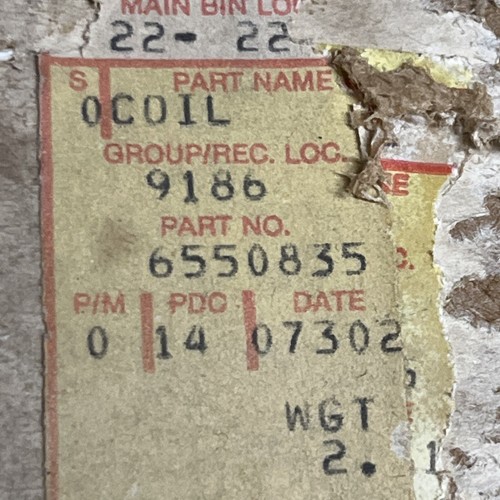 MAIN BIN LO
22- 22
S PART NAME
0COIL
GROUP/REC. LOC.
9186
PART NO.
6550835
P/M PDC DATE
0 14 07302
WGT
2. 1